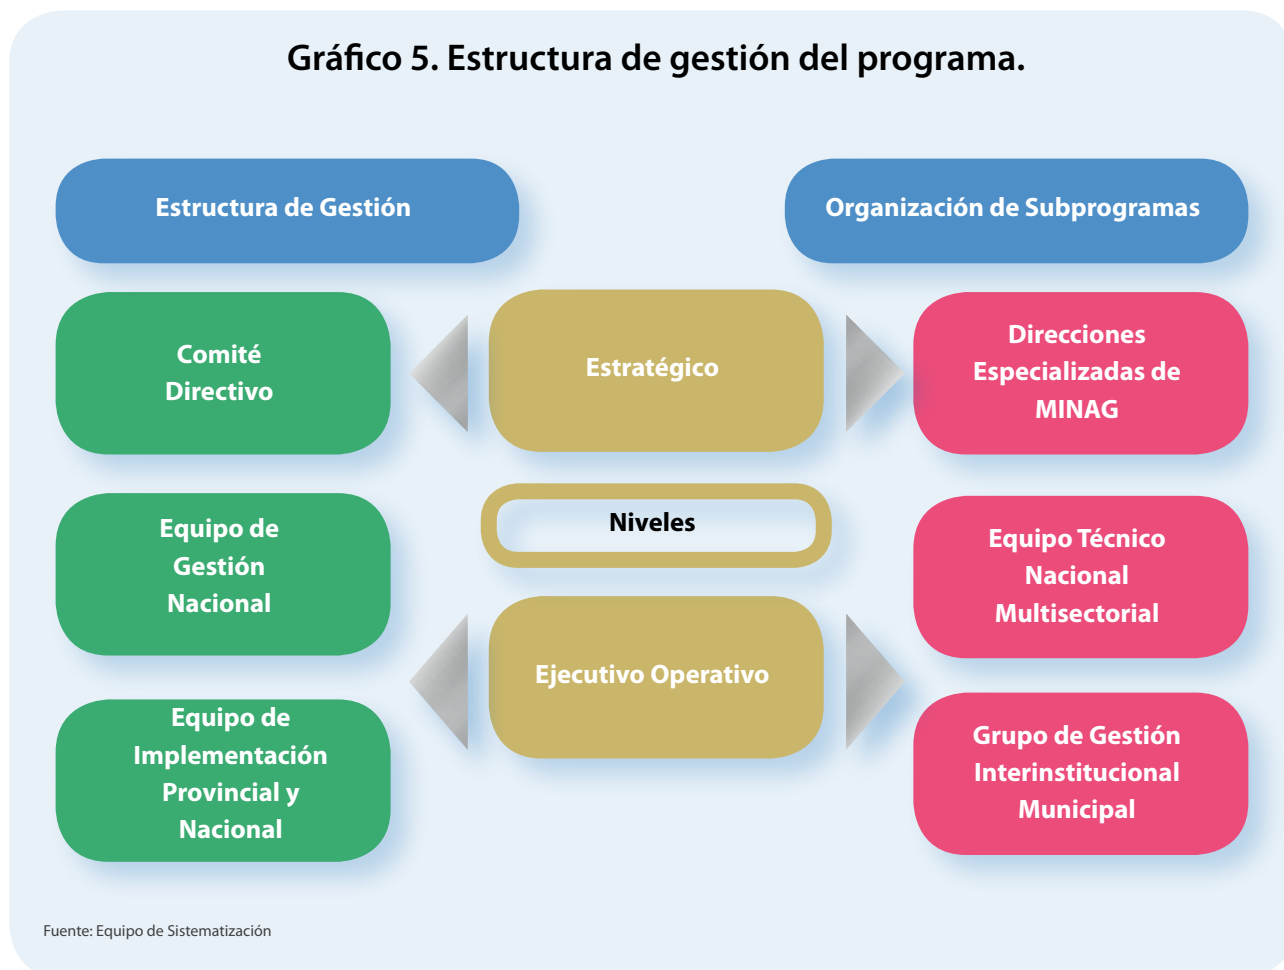 Gráfico 5. Estructura de gestión del programa.
Estructura de Gestión
Organización de Subprogramas
Comité
Directivo
Estratégico
Direcciones
Especializadas de
MINAG
Equipo de
Gestión
Nacional
Niveles
Equipo Técnico
Nacional
Multisectorial
Equipo de
Implementación
Provincial y
Nacional
Ejecutivo Operativo
Grupo de Gestión
Interinstitucional
Municipal
Fuente: Equipo de Sistematización